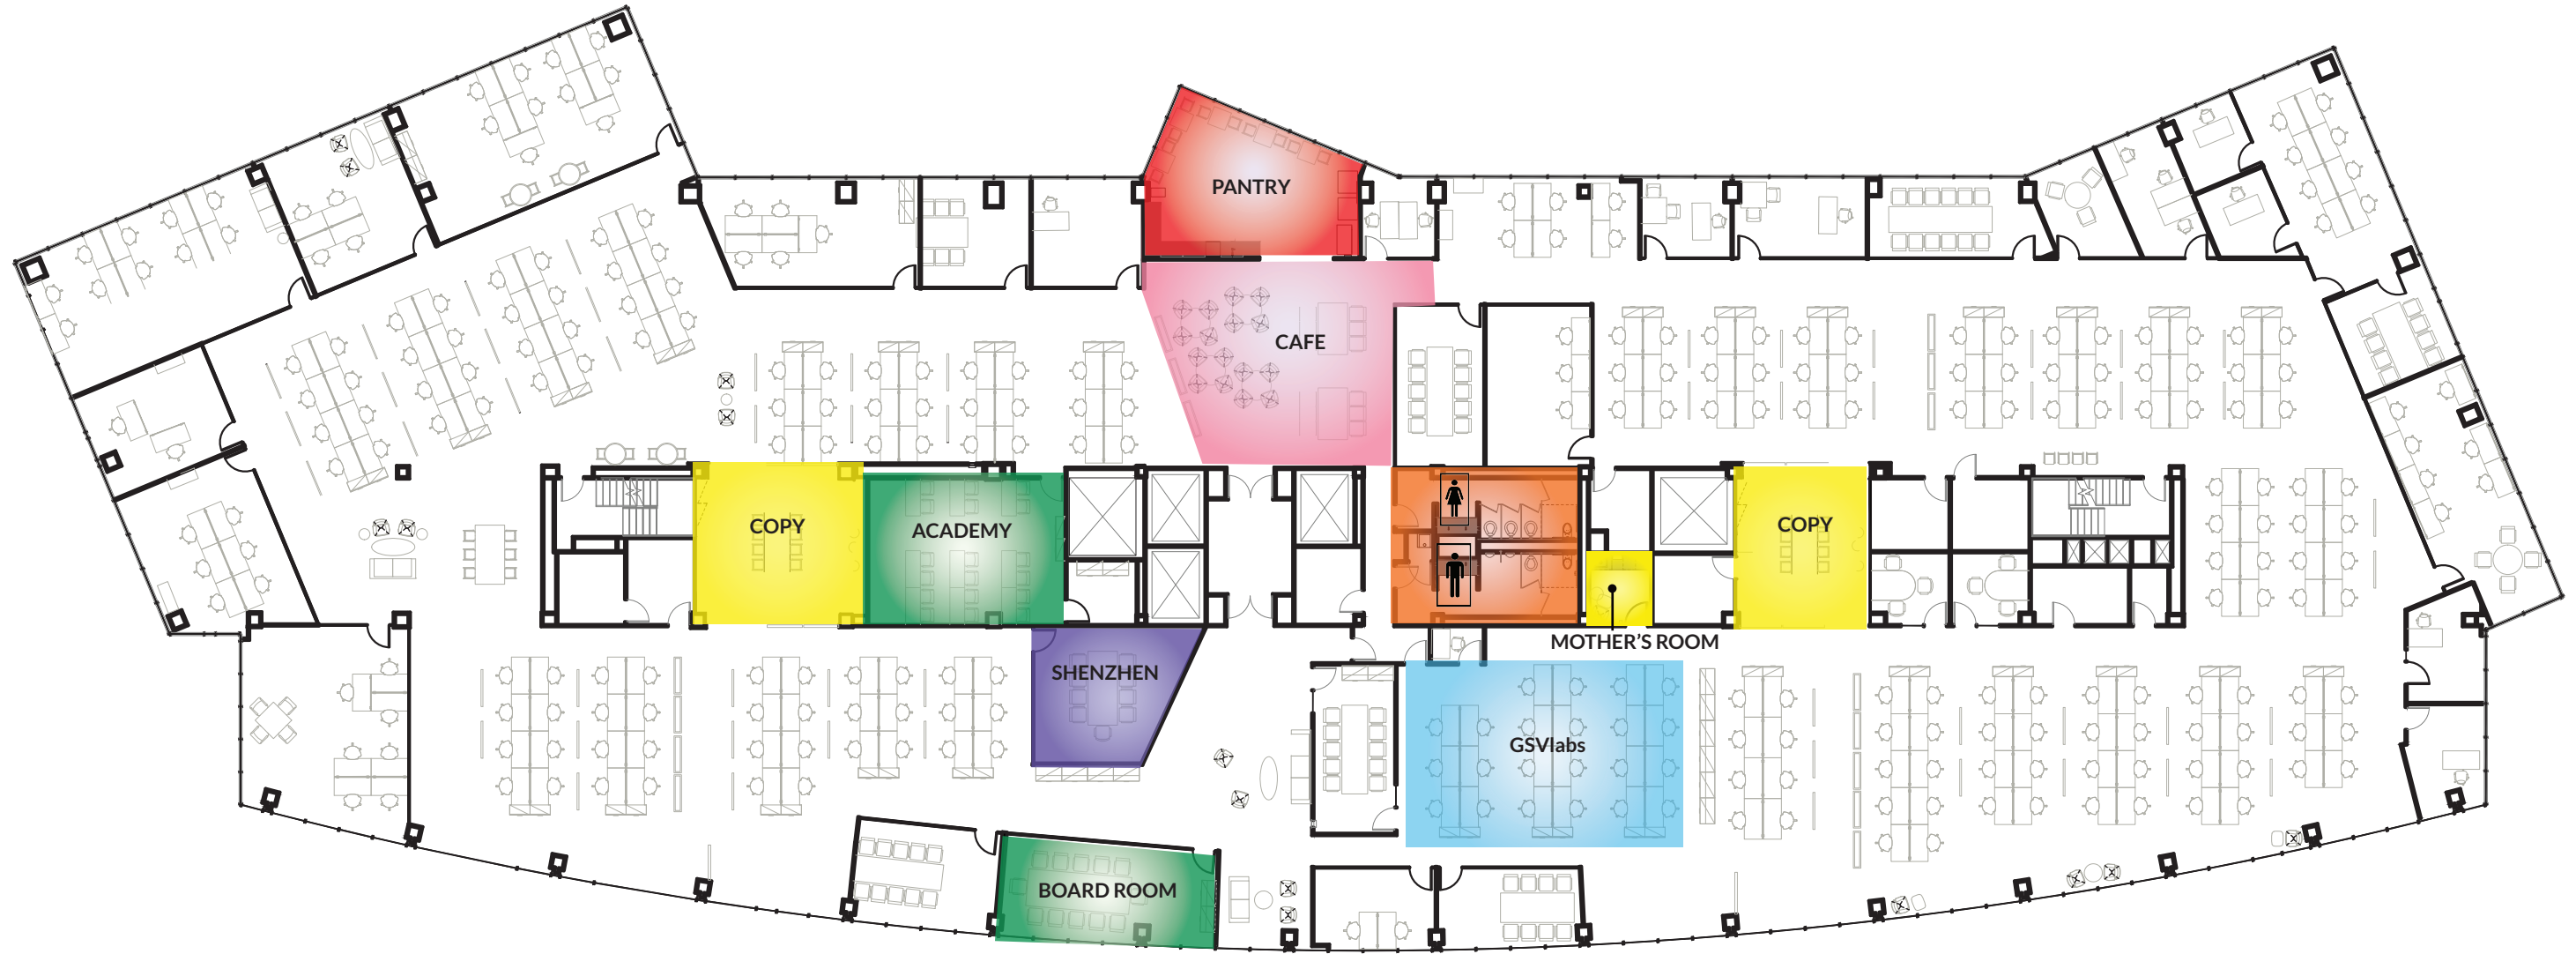 PANTRY
CAFE
COPY
ACADEMY
COPY
MOTHER'S ROOM
SHENZHEN
GSVlabs
BOARD ROOM